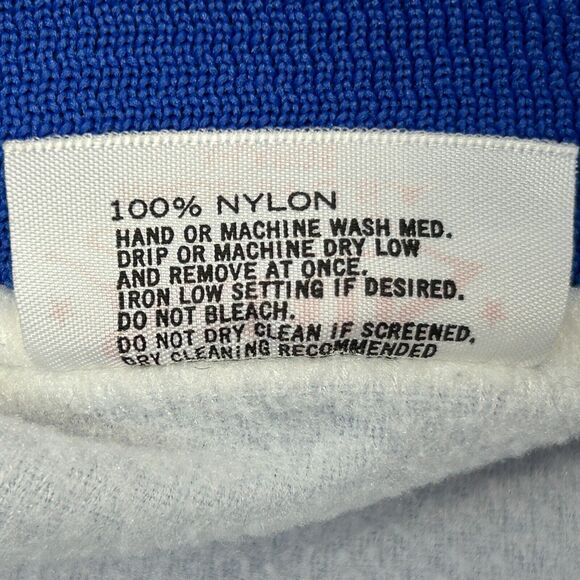 100% NYLON
HAND OR MACHINE WASH MED.
DRIP OR MACHINE DRY LOW
AND REMOVE AT ONCE.
IRON LOW SETTING IF DESIRED.
DO NOT BLEACH.
DO NOT DRY CLEAN IF SCREENED.
DRY CLEANING RECOMMENDED